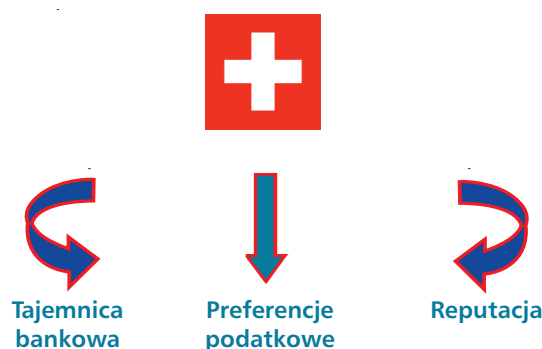 Tajemnica
bankowa
Preferencje
podatkowe
Reputacja